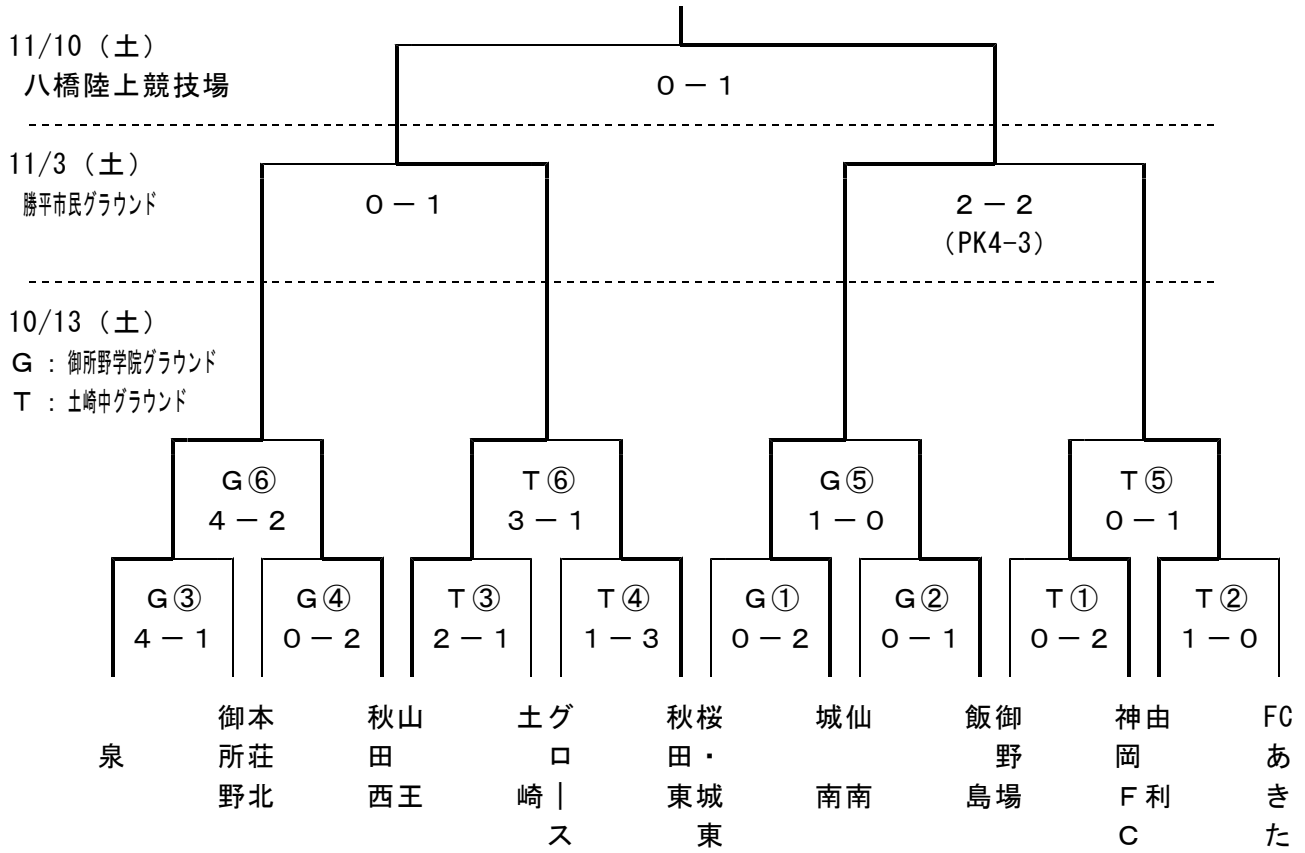 11/10（土）
八橋陸上競技場
０－１
11/3（土）
勝平市民グラウンド
０－１
２－２
（PK4-3）
10/13（土）
Ｇ：御所野学院グラウンド
Ｔ：土崎中グラウンド
Ｇ⑥
４－２
Ｔ⑥
３－１
Ｇ⑤
１－０
Ｔ⑤
０－１
Ｇ③
４－１
Ｇ④
０－２
Ｔ③
２－１
Ｔ④
１－３
Ｇ①
０－２
Ｇ②
０－１
Ｔ①
０－２
Ｔ②
１－０
泉
御所野
本荘北
秋田西
山王
土崎
グロース
秋田東
桜・城東
城南
仙南
飯島
御野場
神岡ＦＣ
由利
FCあきた